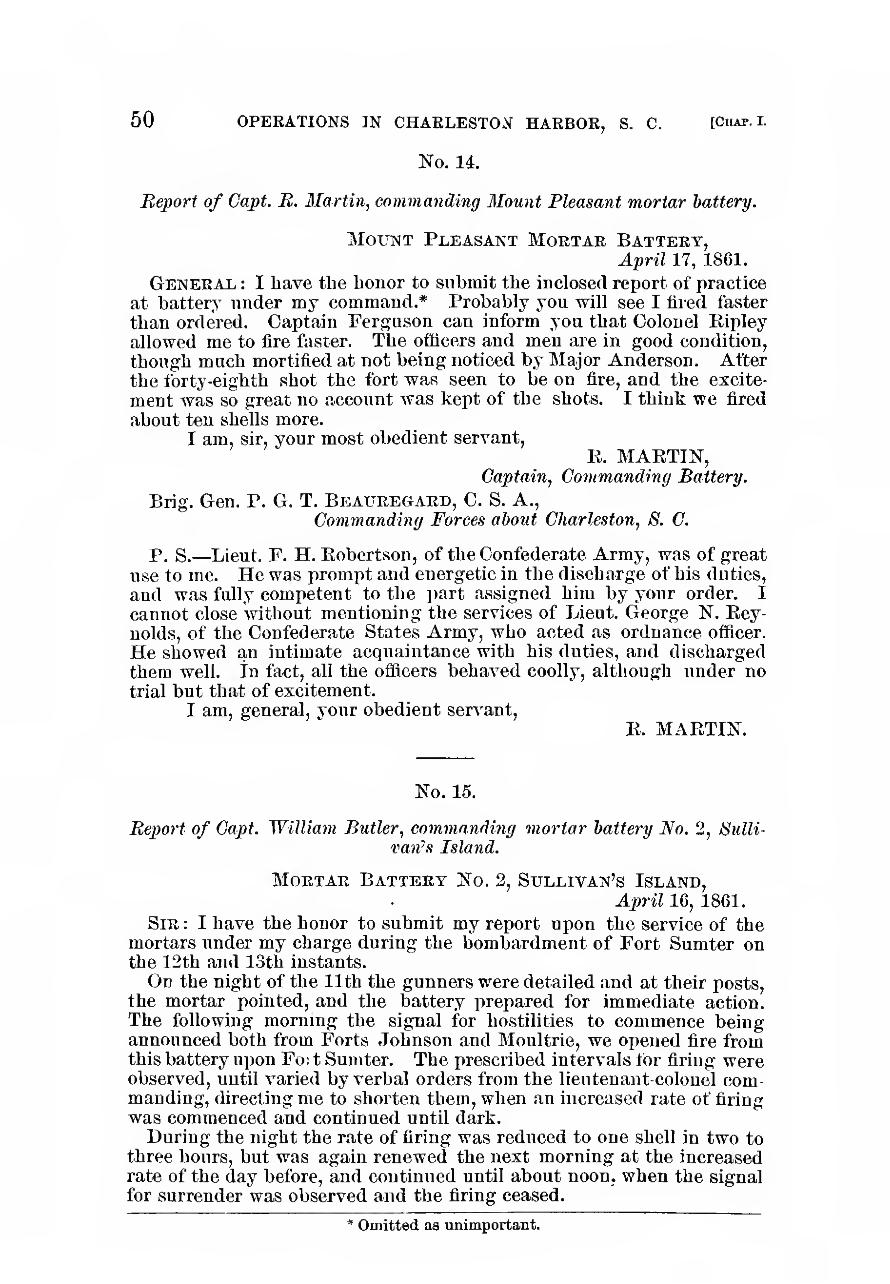 50 OPERATIONS IN CHARLESTON HARBOR, S. C. [CHAP. I.
No. 14.
Report of Capt. R. Martin, commanding Mount Pleasant mortar battery.
MOUNT PLEASANT MORTAR BATTERY,
April 17, 1861.
GENERAL: I have the honor to submit the inclosed report of practice
at battery under my command.* Probably you will see I fired faster
than ordered. Captain Ferguson can inform you that Colonel Ripley
allowed me to fire faster. The officers and men are in good condition,
though much mortified at not being noticed by Major Anderson. After
the forty-eighth shot the fort was seen to be on fire, and the excite-
ment was so great no account was kept of the shots. I think we fired
about ten shells more.
I am, sir, your most obedient servant,
R. MARTIN,
Captain, Commanding Battery.
Brig. Gen. P. G. T. BEAUREGARD, C. S. A.,
Commanding Forces about Charleston, S. C.
P. S.—Lieut. F. H. Robertson, of the Confederate Army, was of great
use to me. He was prompt and energetic in the discharge of his duties,
and was fully competent to the part assigned him by your order. I
cannot close without mentioning the services of Lieut. George N. Rey-
nolds, of the Confederate States Army, who acted as ordnance officer.
He showed an intimate acquaintance with his duties, and discharged
them well. In fact, all the officers behaved coolly, although under no
trial but that of excitement.
I am, general, your obedient servant,
R. MARTIN.
No. 15.
Report of Capt. William Butler, commanding mortar battery No. 2, Sulli-
van's Island.
MORTAR BATTERY NO. 2, SULLIVAN'S ISLAND,
April 16, 1861.
SIR: I have the honor to submit my report upon the service of the
mortars under my charge during the bombardment of Fort Sumter on
the 12th and 13th instants.
On the night of the 11th the gunners were detailed and at their posts,
the mortar pointed, and the battery prepared for immediate action.
The following morning the signal for hostilities to commence being
announced both from Forts Johnson and Moultrie, we opened fire from
this battery upon Fort Sumter. The prescribed intervals for firing were
observed, until varied by verbal orders from the lieutenant-colonel com-
manding, directing me to shorten them, when an increased rate of firing
was commenced and continued until dark.
During the night the rate of firing was reduced to one shell in two to
three hours, but was again renewed the next morning at the increased
rate of the day before, and continued until about noon, when the signal
for surrender was observed and the firing ceased.
* Omitted as unimportant.